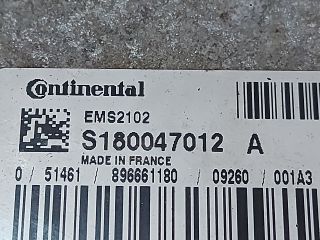 Continental
EMS2102
S180047012 A
MADE IN FRANCE
0 / 51461 / 896661180 / 09260 / 001A3